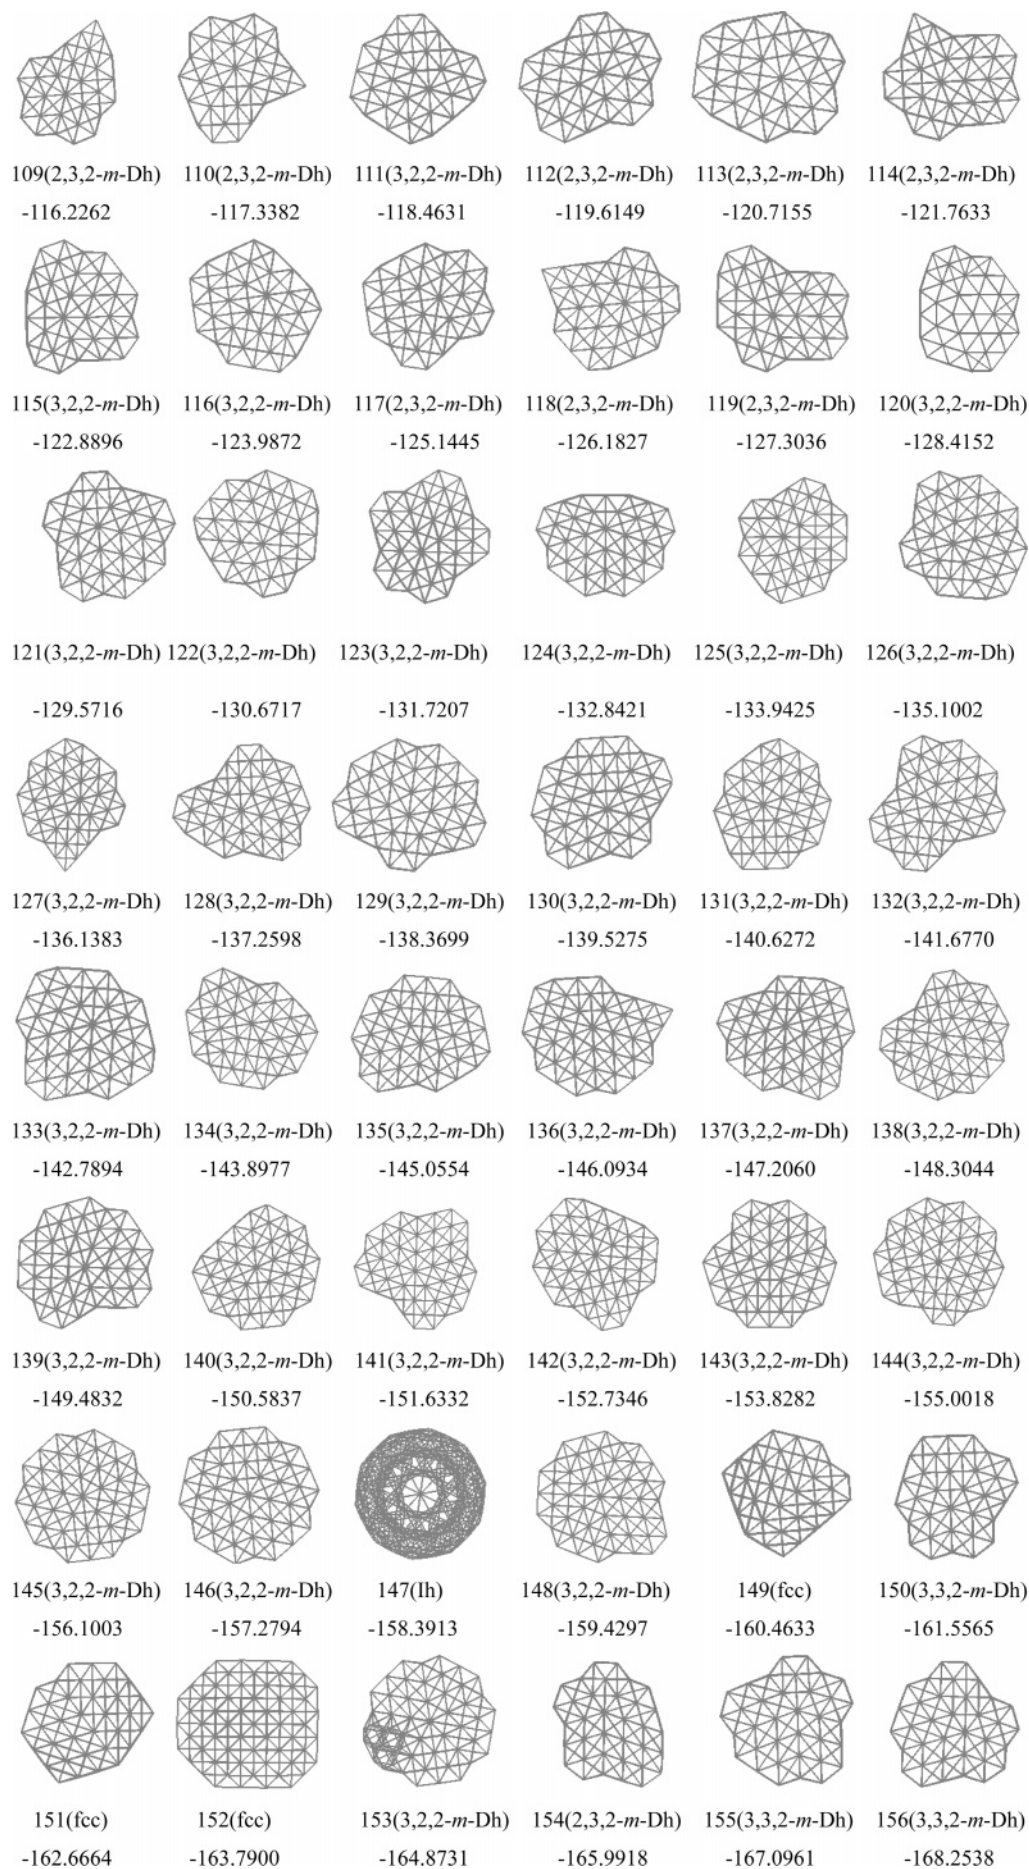 109(2,3,2-m-Dh) 110(2,3,2-m-Dh) 111(3,2,2-m-Dh) 112(2,3,2-m-Dh) 113(2,3,2-m-Dh) 114(2,3,2-m-Dh)
-116.2262 -117.3382 -118.4631 -119.6149 -120.7155 -121.7633
115(3,2,2-m-Dh) 116(3,2,2-m-Dh) 117(2,3,2-m-Dh) 118(2,3,2-m-Dh) 119(2,3,2-m-Dh) 120(3,2,2-m-Dh)
-122.8896 -123.9872 -125.1445 -126.1827 -127.3036 -128.4152
121(3,2,2-m-Dh) 122(3,2,2-m-Dh) 123(3,2,2-m-Dh) 124(3,2,2-m-Dh) 125(3,2,2-m-Dh) 126(3,2,2-m-Dh)
-129.5716 -130.6717 -131.7207 -132.8421 -133.9425 -135.1002
127(3,2,2-m-Dh) 128(3,2,2-m-Dh) 129(3,2,2-m-Dh) 130(3,2,2-m-Dh) 131(3,2,2-m-Dh) 132(3,2,2-m-Dh)
-136.1383 -137.2598 -138.3699 -139.5275 -140.6272 -141.6770
133(3,2,2-m-Dh) 134(3,2,2-m-Dh) 135(3,2,2-m-Dh) 136(3,2,2-m-Dh) 137(3,2,2-m-Dh) 138(3,2,2-m-Dh)
-142.7894 -143.8977 -145.0554 -146.0934 -147.2060 -148.3044
139(3,2,2-m-Dh) 140(3,2,2-m-Dh) 141(3,2,2-m-Dh) 142(3,2,2-m-Dh) 143(3,2,2-m-Dh) 144(3,2,2-m-Dh)
-149.4832 -150.5837 -151.6332 -152.7346 -153.8282 -155.0018
145(3,2,2-m-Dh) 146(3,2,2-m-Dh) 147(Ih) 148(3,2,2-m-Dh) 149(fcc) 150(3,3,2-m-Dh)
-156.1003 -157.2794 -158.3913 -159.4297 -160.4633 -161.5565
151(fcc) 152(fcc) 153(3,2,2-m-Dh) 154(2,3,2-m-Dh) 155(3,3,2-m-Dh) 156(3,3,2-m-Dh)
-162.6664 -163.7900 -164.8731 -165.9918 -167.0961 -168.2538